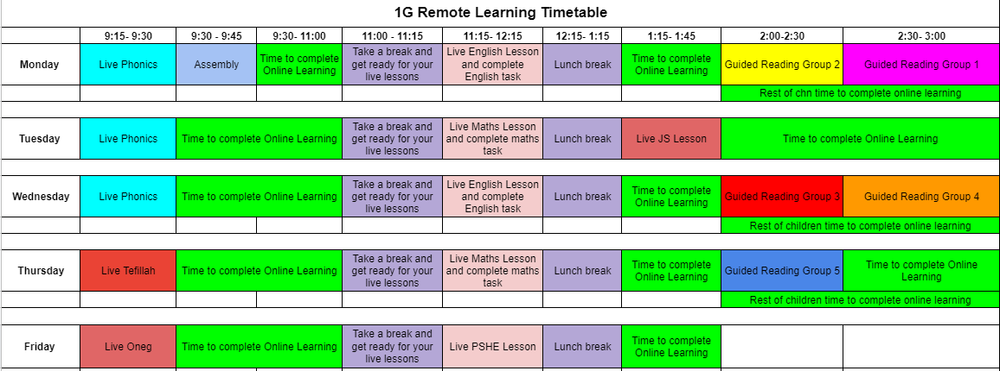 1G Remote Learning Timetable
9:15- 9:30 9:30 - 9:45 9:30- 11:00 11:00 - 11:15 11:15- 12:15 12:15- 1:15 1:15- 1:45 2:00-2:30 2:30- 3:00
Monday
Live Phonics
Assembly
Time to complete
Online Learning
Take a break and
get ready for your
live lessons
Live English Lesson
and complete
English task
Lunch break
Time to complete
Online Learning
Guided Reading Group 2
Guided Reading Group 1
Rest of chn time to complete online learning
Tuesday
Live Phonics
Time to complete Online Learning
Take a break and
get ready for your
live lessons
Live Maths Lesson
and complete maths
task
Lunch break
Live JS Lesson
Time to complete Online Learning
Wednesday
Live Phonics
Time to complete Online Learning
Take a break and
get ready for your
live lessons
Live English Lesson
and complete
English task
Lunch break
Time to complete
Online Learning
Guided Reading Group 3
Guided Reading Group 4
Rest of children time to complete online learning
Thursday
Live Tefillah
Time to complete Online Learning
Take a break and
get ready for your
live lessons
Live Maths Lesson
and complete maths
task
Lunch break
Time to complete
Online Learning
Guided Reading Group 5
Time to complete Online
Learning
Rest of children time to complete online learning
Friday
Live Oneg
Time to complete Online Learning
Take a break and
get ready for your
live lessons
Live PSHE Lesson
Lunch break
Time to complete
Online Learning